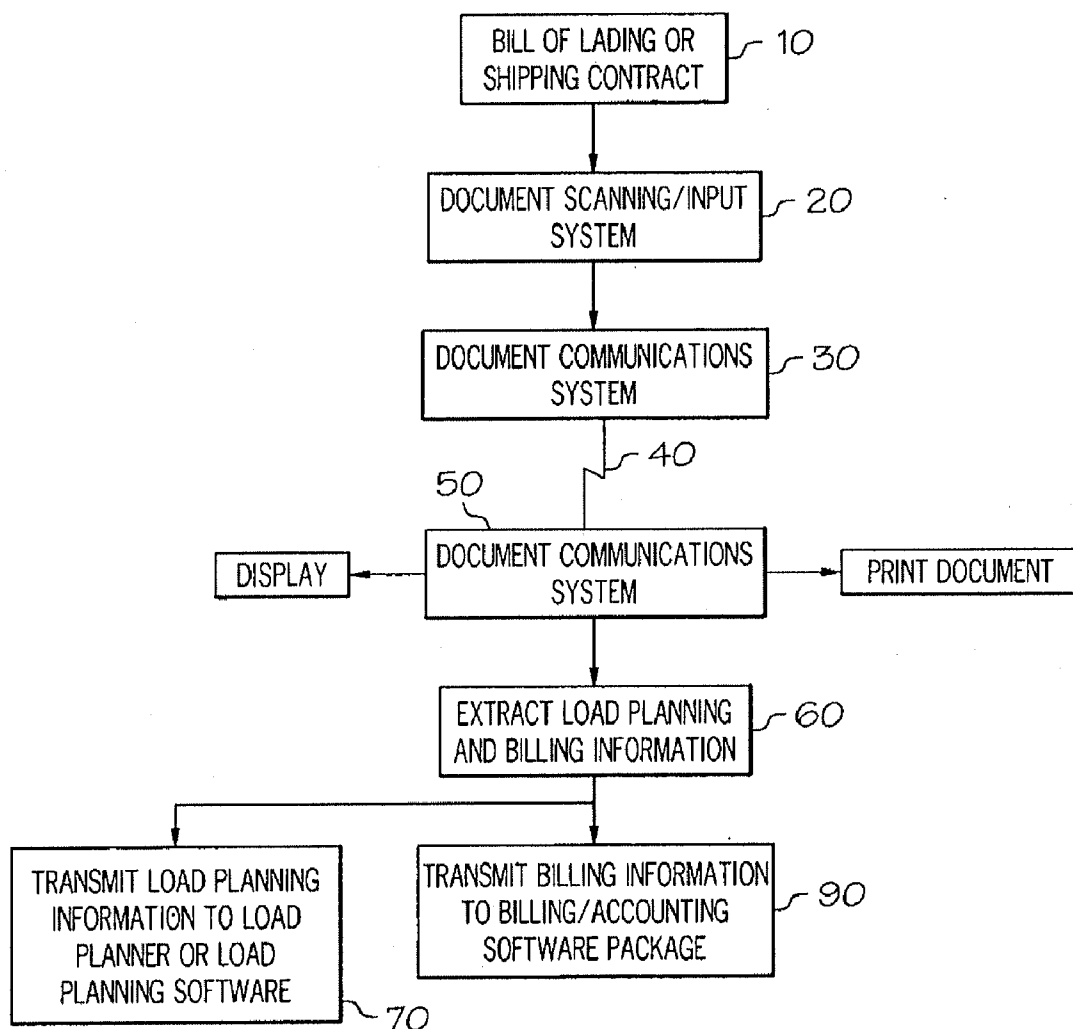 BILL OF LADING OR
SHIPPING CONTRACT
10
DOCUMENT SCANNING/INPUT
SYSTEM
20
DOCUMENT COMMUNICATIONS
SYSTEM
30
40
50
DISPLAY
DOCUMENT COMMUNICATIONS
SYSTEM
PRINT DOCUMENT
EXTRACT LOAD PLANNING
AND BILLING INFORMATION
60
TRANSMIT LOAD PLANNING
INFORMATION TO LOAD
PLANNER OR LOAD
PLANNING SOFTWARE
70
TRANSMIT BILLING INFORMATION
TO BILLING/ACCOUNTING
SOFTWARE PACKAGE
90